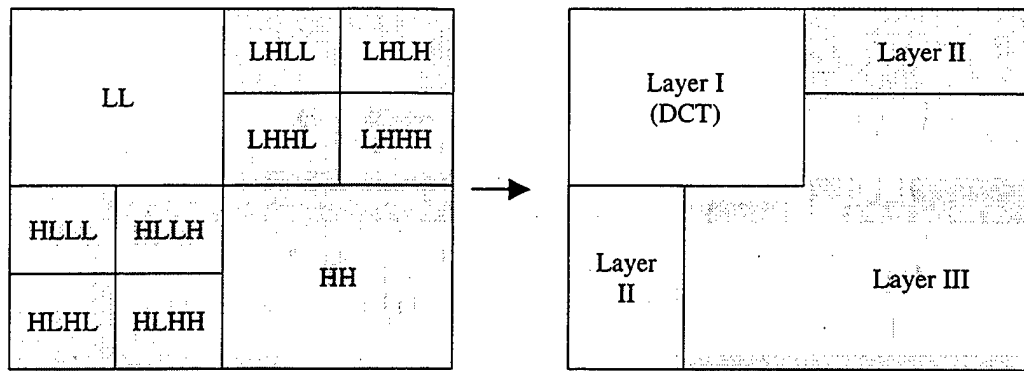 LL
LHLL
LHLH
LHHL
LHHH
HLLL
HLLH
HLHL
HLHH
HH
Layer I
(DCT)
Layer II
Layer
II
Layer III